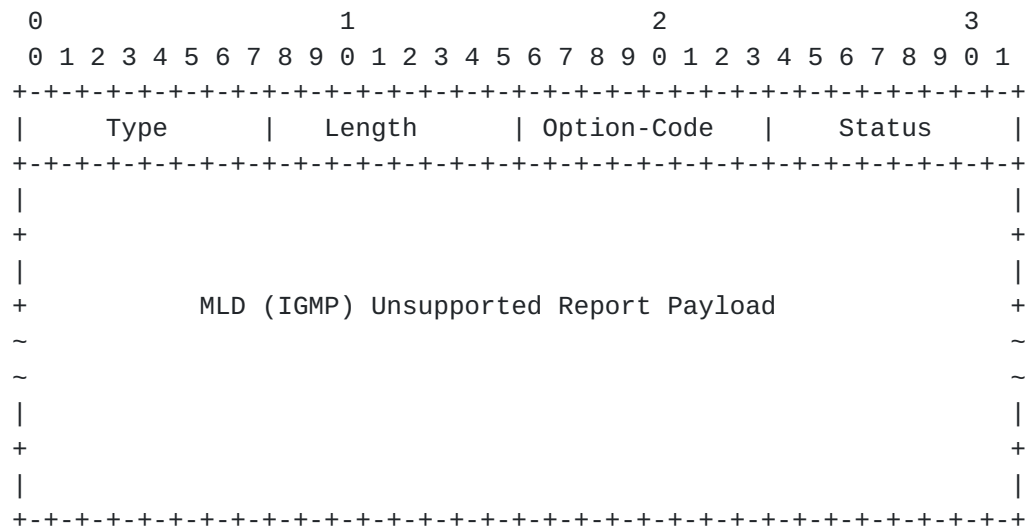 0                   1                   2                   3
 0 1 2 3 4 5 6 7 8 9 0 1 2 3 4 5 6 7 8 9 0 1 2 3 4 5 6 7 8 9 0 1
+-+-+-+-+-+-+-+-+-+-+-+-+-+-+-+-+-+-+-+-+-+-+-+-+-+-+-+-+-+-+-+-+
|     Type      |   Length      | Option-Code   |    Status     |
+-+-+-+-+-+-+-+-+-+-+-+-+-+-+-+-+-+-+-+-+-+-+-+-+-+-+-+-+-+-+-+-+
|                                                               |
+                                                               +
|                                                               |
+           MLD (IGMP) Unsupported Report Payload               +
~                                                               ~
~                                                               ~
|                                                               |
+                                                               +
|                                                               |
+-+-+-+-+-+-+-+-+-+-+-+-+-+-+-+-+-+-+-+-+-+-+-+-+-+-+-+-+-+-+-+-+